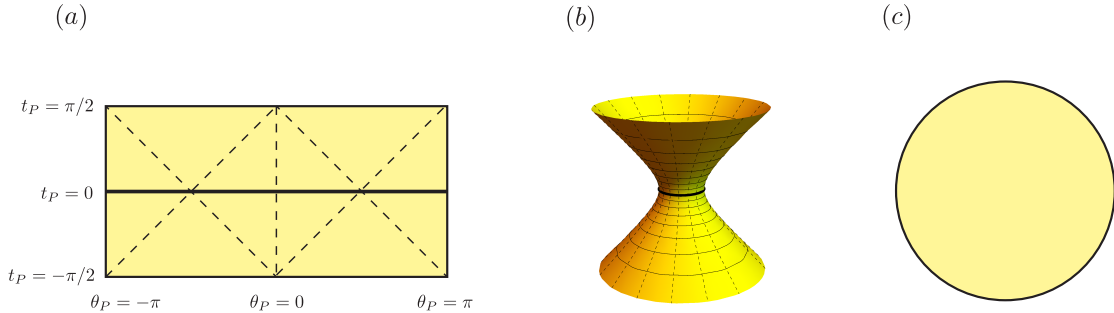 (a)
(b)
(c)
t_P = π/2
t_P = 0
t_P = −π/2
θ_P = −π
θ_P = 0
θ_P = π